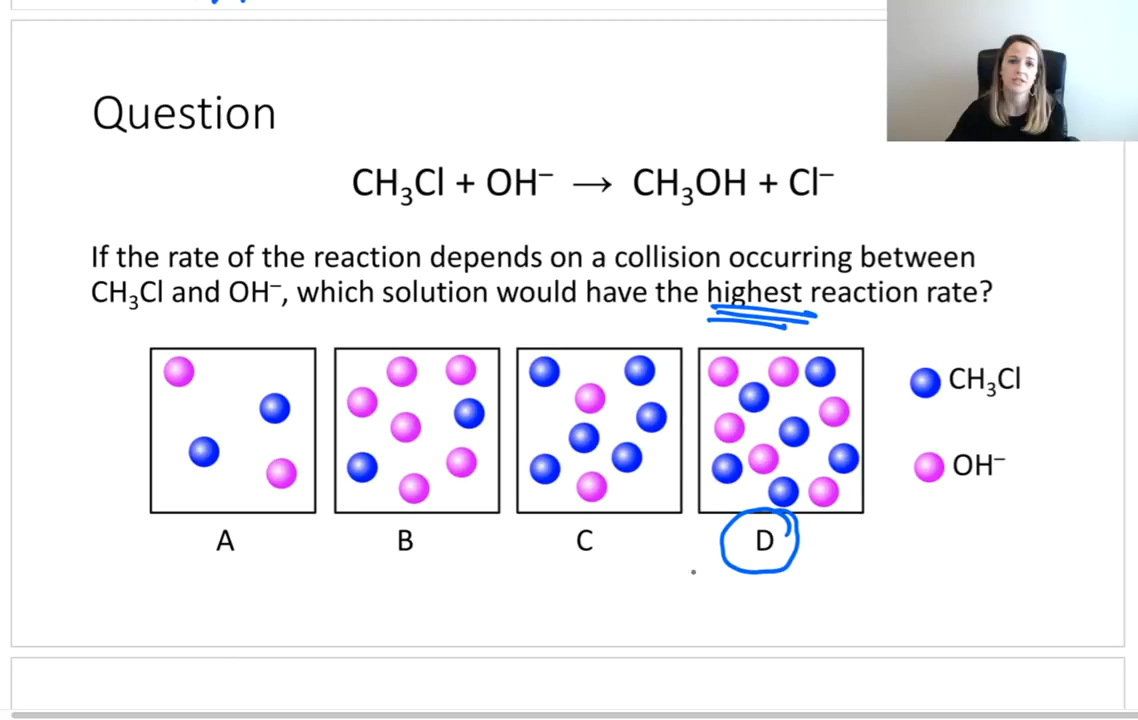 Question
CH₃Cl + OH⁻ → CH₃OH + Cl⁻
If the rate of the reaction depends on a collision occurring between
CH₃Cl and OH⁻, which solution would have the highest reaction rate?
CH₃Cl
OH⁻
A B C D